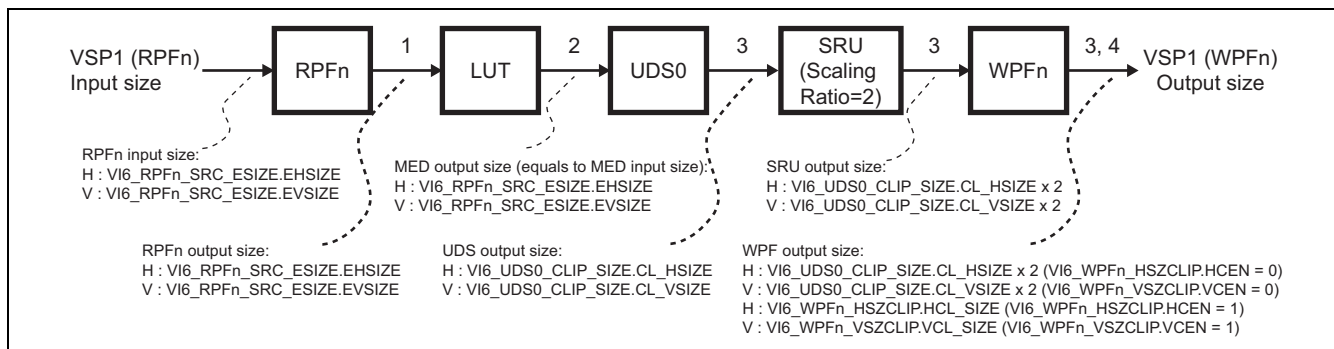 VSP1 (RPFn)
Input size
RPFn
1
LUT
2
UDS0
3
SRU
(Scaling
Ratio=2)
3
WPFn
3, 4
VSP1 (WPFn)
Output size
RPFn input size:
H : VI6_RPFn_SRC_ESIZE.EHSIZE
V : VI6_RPFn_SRC_ESIZE.EVSIZE
MED output size (equals to MED input size):
H : VI6_RPFn_SRC_ESIZE.EHSIZE
V : VI6_RPFn_SRC_ESIZE.EVSIZE
SRU output size:
H : VI6_UDS0_CLIP_SIZE.CL_HSIZE x 2
V : VI6_UDS0_CLIP_SIZE.CL_VSIZE x 2
RPFn output size:
H : VI6_RPFn_SRC_ESIZE.EHSIZE
V : VI6_RPFn_SRC_ESIZE.EVSIZE
UDS output size:
H : VI6_UDS0_CLIP_SIZE.CL_HSIZE
V : VI6_UDS0_CLIP_SIZE.CL_VSIZE
WPF output size:
H : VI6_UDS0_CLIP_SIZE.CL_HSIZE x 2 (VI6_WPFn_HSZCLIP.HCEN = 0)
V : VI6_UDS0_CLIP_SIZE.CL_VSIZE x 2 (VI6_WPFn_VSZCLIP.VCEN = 0)
H : VI6_WPFn_HSZCLIP.HCL_SIZE (VI6_WPFn_HSZCLIP.HCEN = 1)
V : VI6_WPFn_VSZCLIP.VCL_SIZE (VI6_WPFn_VSZCLIP.VCEN = 1)